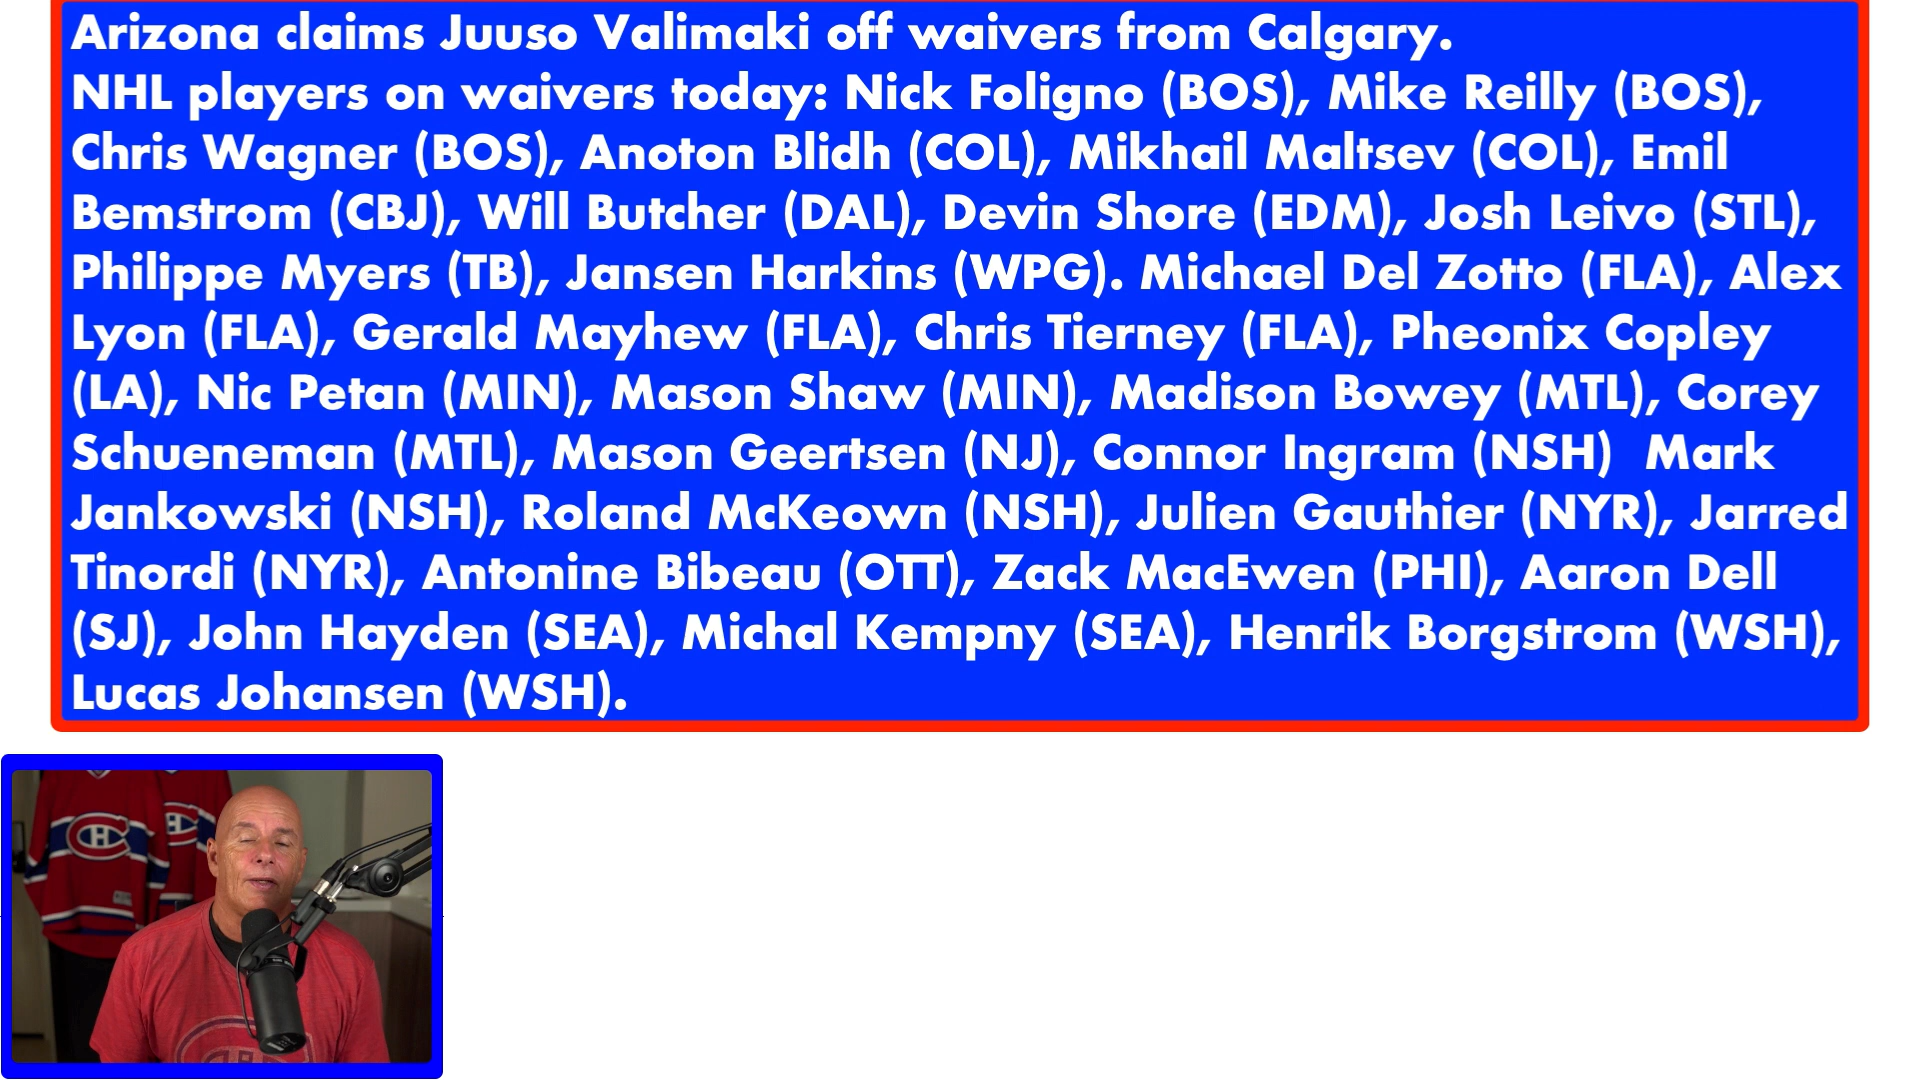 Arizona claims Juuso Valimaki off waivers from Calgary.
NHL players on waivers today: Nick Foligno (BOS), Mike Reilly (BOS),
Chris Wagner (BOS), Anoton Blidh (COL), Mikhail Maltsev (COL), Emil
Bemstrom (CBJ), Will Butcher (DAL), Devin Shore (EDM), Josh Leivo (STL),
Philippe Myers (TB), Jansen Harkins (WPG). Michael Del Zotto (FLA), Alex
Lyon (FLA), Gerald Mayhew (FLA), Chris Tierney (FLA), Pheonix Copley
(LA), Nic Petan (MIN), Mason Shaw (MIN), Madison Bowey (MTL), Corey
Schueneman (MTL), Mason Geertsen (NJ), Connor Ingram (NSH)  Mark
Jankowski (NSH), Roland McKeown (NSH), Julien Gauthier (NYR), Jarred
Tinordi (NYR), Antonine Bibeau (OTT), Zack MacEwen (PHI), Aaron Dell
(SJ), John Hayden (SEA), Michal Kempny (SEA), Henrik Borgstrom (WSH),
Lucas Johansen (WSH).